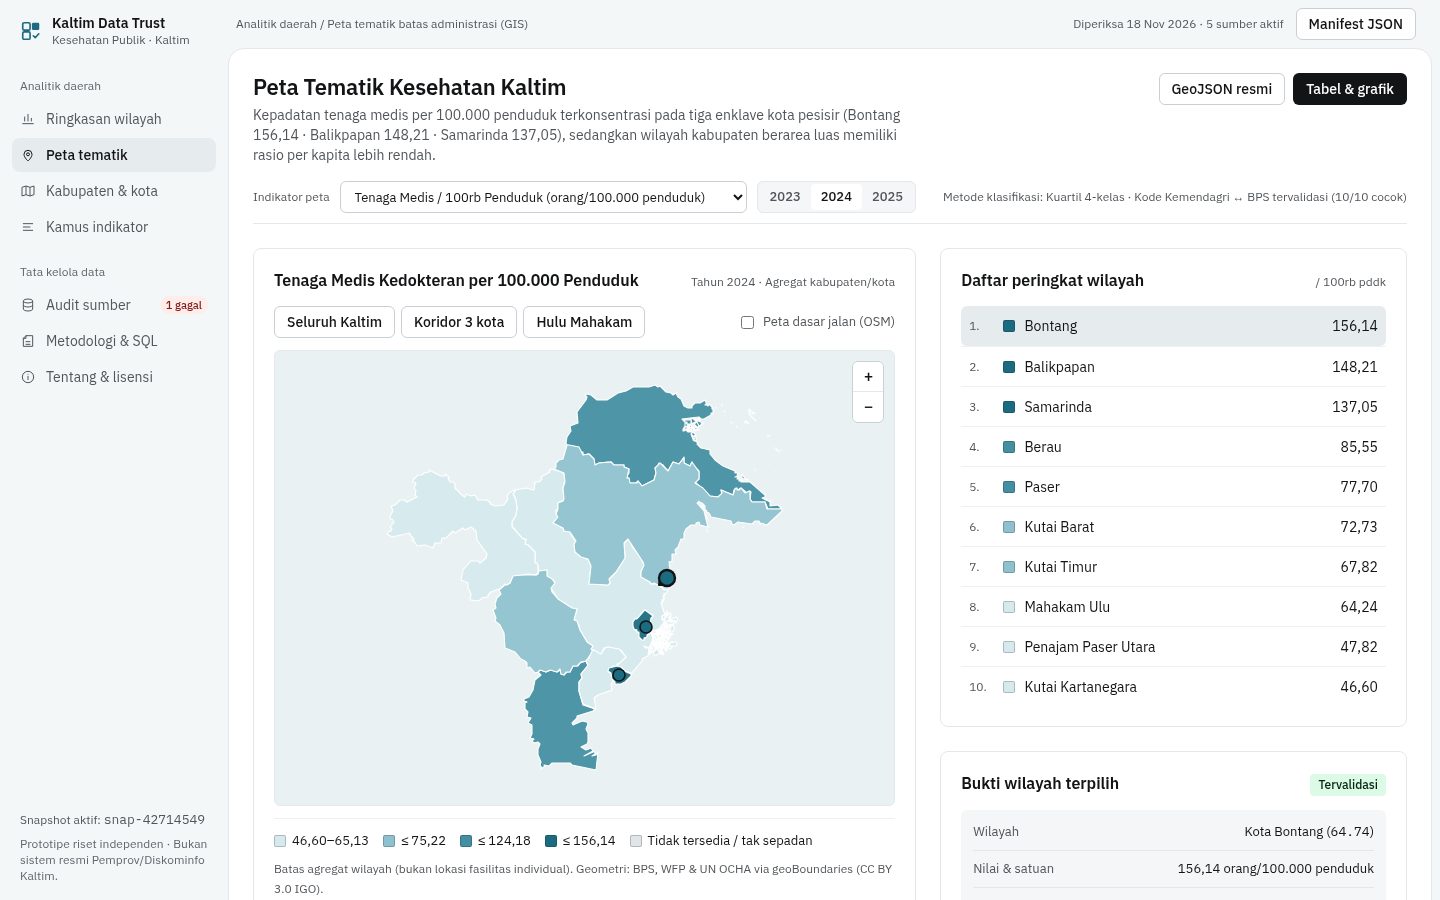 Kaltim Data Trust
Kesehatan Publik · Kaltim
Analitik daerah
Ringkasan wilayah
Peta tematik
Kabupaten & kota
Kamus indikator
Tata kelola data
Audit sumber
1 gagal
Metodologi & SQL
Tentang & lisensi
Snapshot aktif: snap-42714549
Prototipe riset independen · Bukan
sistem resmi Pemprov/Diskominfo
Kaltim.
Analitik daerah / Peta tematik batas administrasi (GIS)
Diperiksa 18 Nov 2026 · 5 sumber aktif
Manifest JSON
Peta Tematik Kesehatan Kaltim
Kepadatan tenaga medis per 100.000 penduduk terkonsentrasi pada tiga enklave kota pesisir (Bontang
156,14 · Balikpapan 148,21 · Samarinda 137,05), sedangkan wilayah kabupaten berarea luas memiliki
rasio per kapita lebih rendah.
GeoJSON resmi
Tabel & grafik
Indikator peta
Tenaga Medis / 100rb Penduduk (orang/100.000 penduduk)
2023
2024
2025
Metode klasifikasi: Kuartil 4-kelas · Kode Kemendagri ↔ BPS tervalidasi (10/10 cocok)
Tenaga Medis Kedokteran per 100.000 Penduduk
Tahun 2024 · Agregat kabupaten/kota
Seluruh Kaltim
Koridor 3 kota
Hulu Mahakam
Peta dasar jalan (OSM)
+
−
46,60–65,13
≤ 75,22
≤ 124,18
≤ 156,14
Tidak tersedia / tak sepadan
Batas agregat wilayah (bukan lokasi fasilitas individual). Geometri: BPS, WFP & UN OCHA via geoBoundaries (CC BY
3.0 IGO).
Daftar peringkat wilayah
/ 100rb pddk
1. Bontang 156,14
2. Balikpapan 148,21
3. Samarinda 137,05
4. Berau 85,55
5. Paser 77,70
6. Kutai Barat 72,73
7. Kutai Timur 67,82
8. Mahakam Ulu 64,24
9. Penajam Paser Utara 47,82
10. Kutai Kartanegara 46,60
Bukti wilayah terpilih
Tervalidasi
Wilayah Kota Bontang (64.74)
Nilai & satuan 156,14 orang/100.000 penduduk